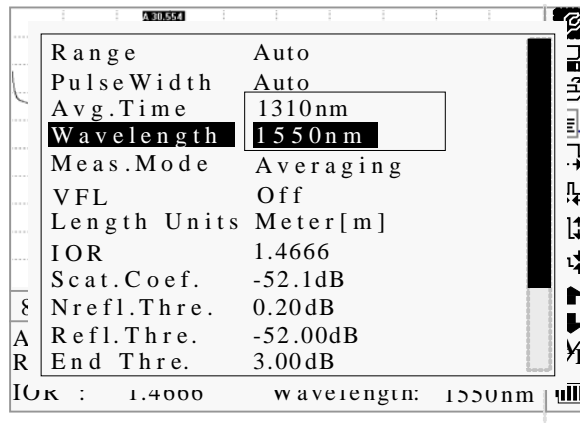 A 30.554
Range Auto
PulseWidth Auto
Avg.Time 1310nm
Wavelength 1550nm
Meas.Mode Averaging
VFL Off
Length Units Meter[m]
IOR 1.4666
Scat.Coef. -52.1dB
Nrefl.Thre. 0.20dB
Refl.Thre. -52.00dB
End Thre. 3.00dB
A
R
IOR : 1.4666 Wavelength: 1550nm